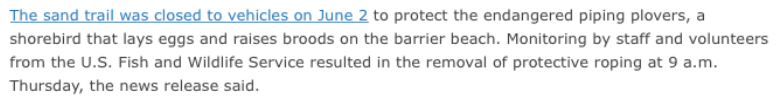 The sand trail was closed to vehicles on June 2 to protect the endangered piping plovers, a
shorebird that lays eggs and raises broods on the barrier beach. Monitoring by staff and volunteers
from the U.S. Fish and Wildlife Service resulted in the removal of protective roping at 9 a.m.
Thursday, the news release said.